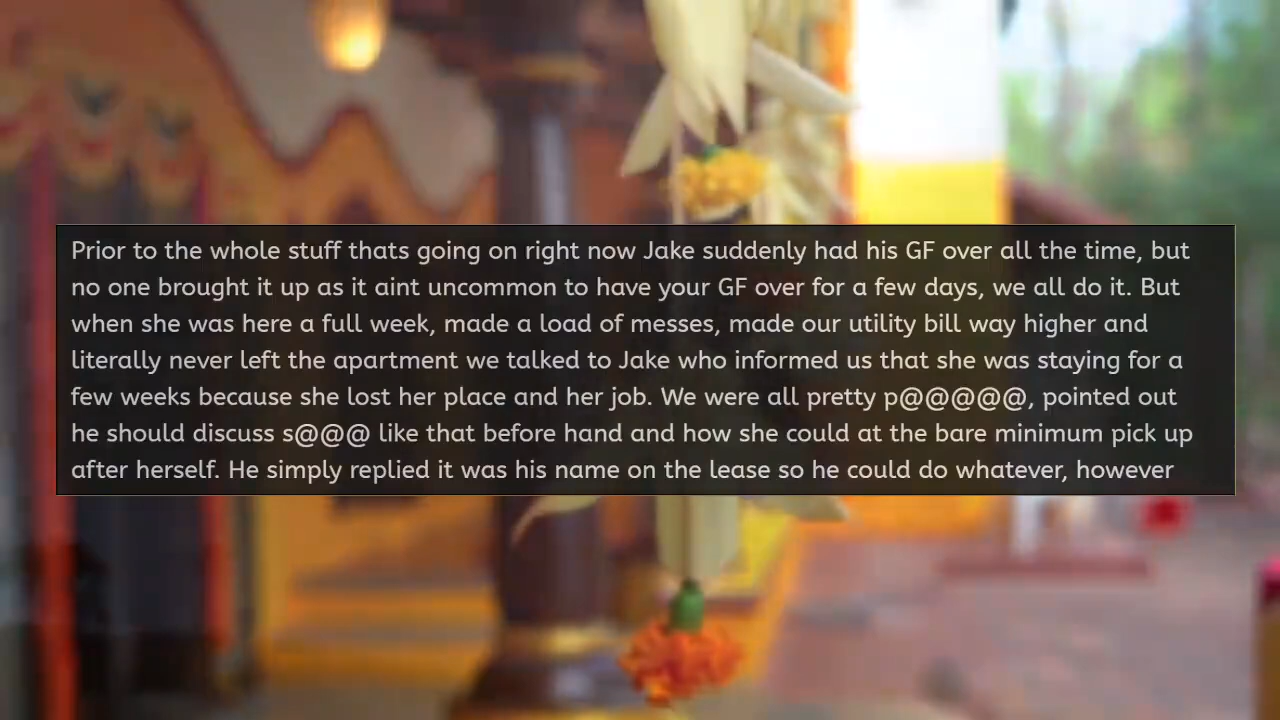 Prior to the whole stuff thats going on right now Jake suddenly had his GF over all the time, but
no one brought it up as it aint uncommon to have your GF over for a few days, we all do it. But
when she was here a full week, made a load of messes, made our utility bill way higher and
literally never left the apartment we talked to Jake who informed us that she was staying for a
few weeks because she lost her place and her job. We were all pretty p@@@@@, pointed out
he should discuss s@@@ like that before hand and how she could at the bare minimum pick up
after herself. He simply replied it was his name on the lease so he could do whatever, however